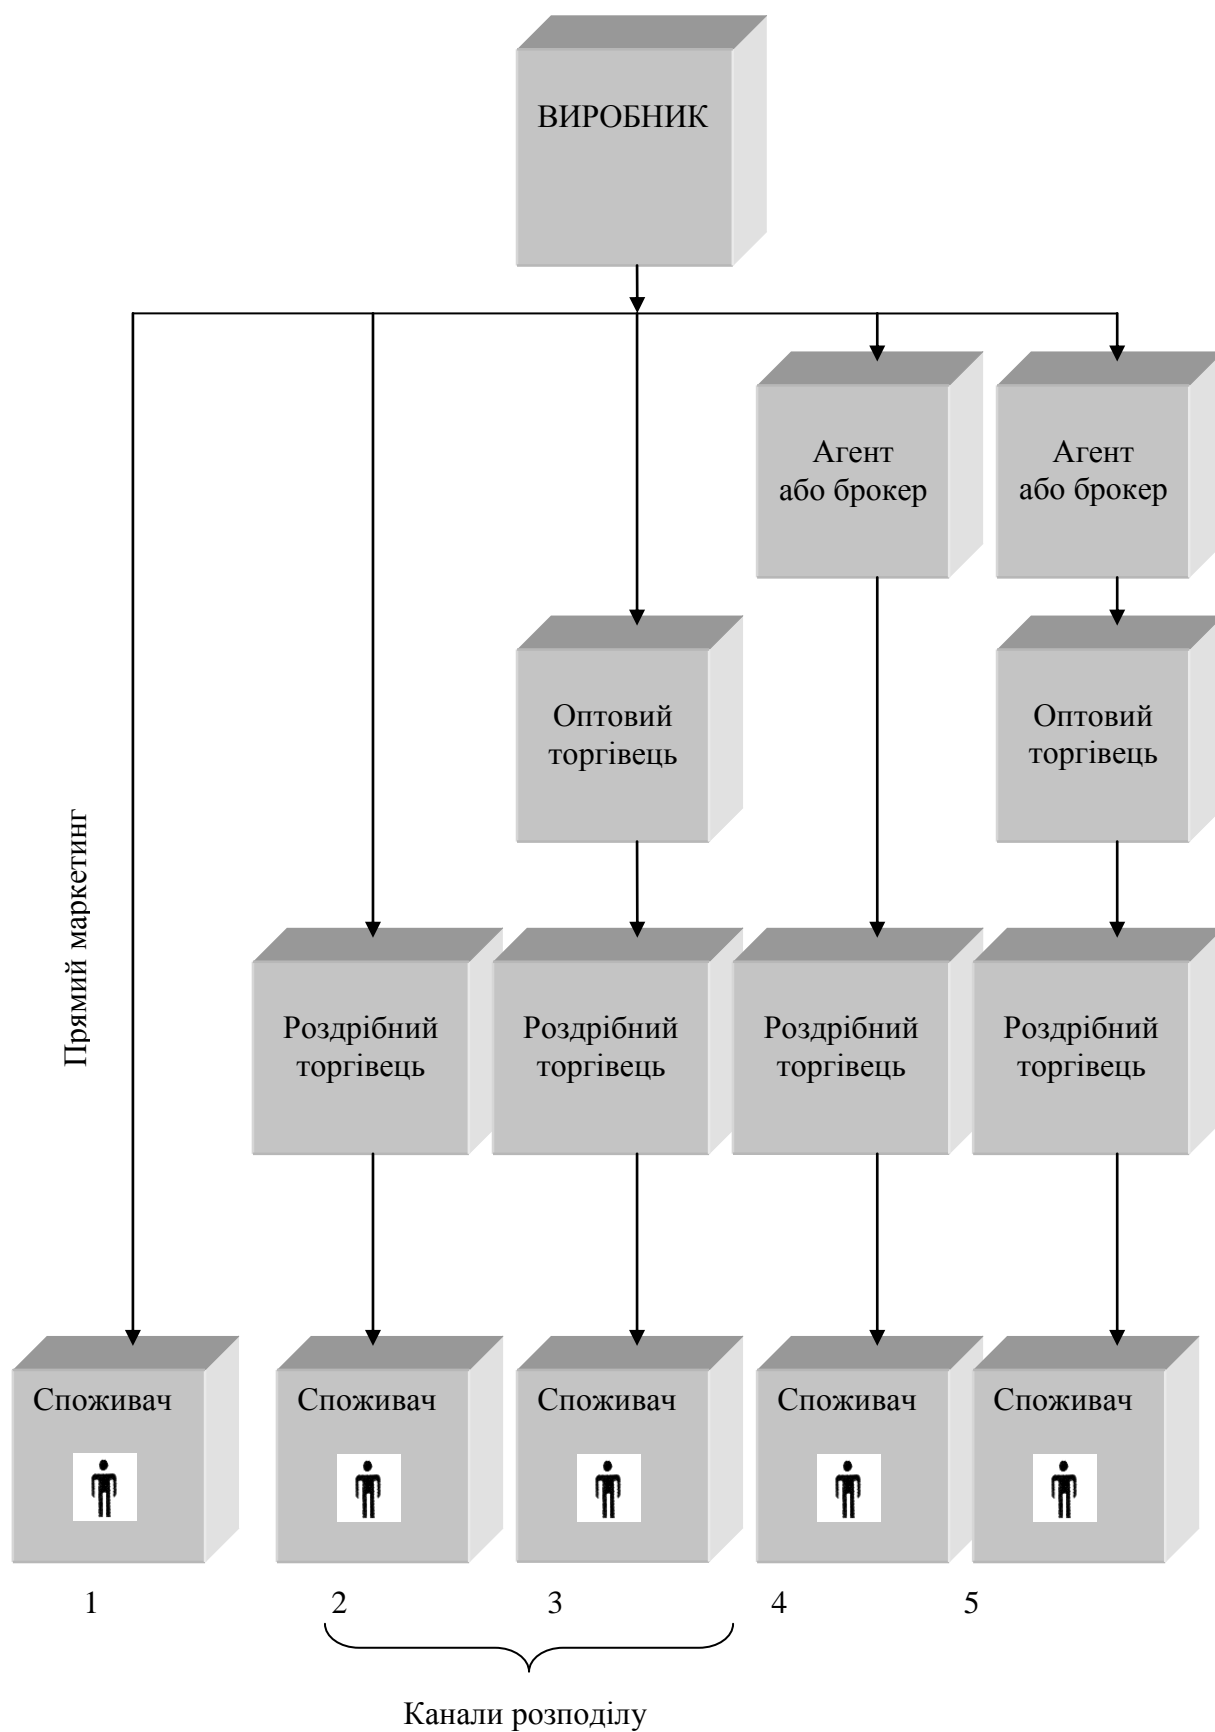 ВИРОБНИК
Агент
або брокер
Агент
або брокер
Оптовий
торгівець
Оптовий
торгівець
Прямий маркетинг
Роздрібний
торгівець
Роздрібний
торгівець
Роздрібний
торгівець
Роздрібний
торгівець
Споживач
Споживач
Споживач
Споживач
Споживач
1
2
3
4
5
Канали розподілу